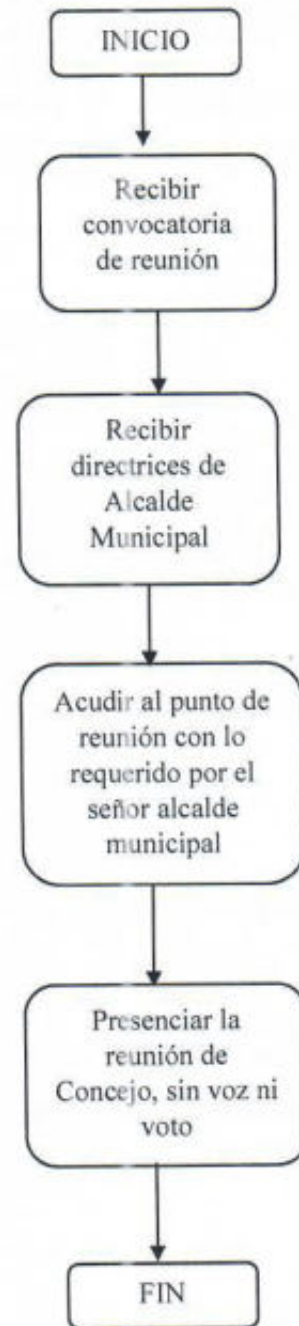 INICIO
Recibir
convocatoria
de reunión
Recibir
directrices de
Alcalde
Municipal
Acudir al punto de
reunión con lo
requerido por el
señor alcalde
municipal
Presenciar la
reunión de
Concejo, sin voz ni
voto
FIN